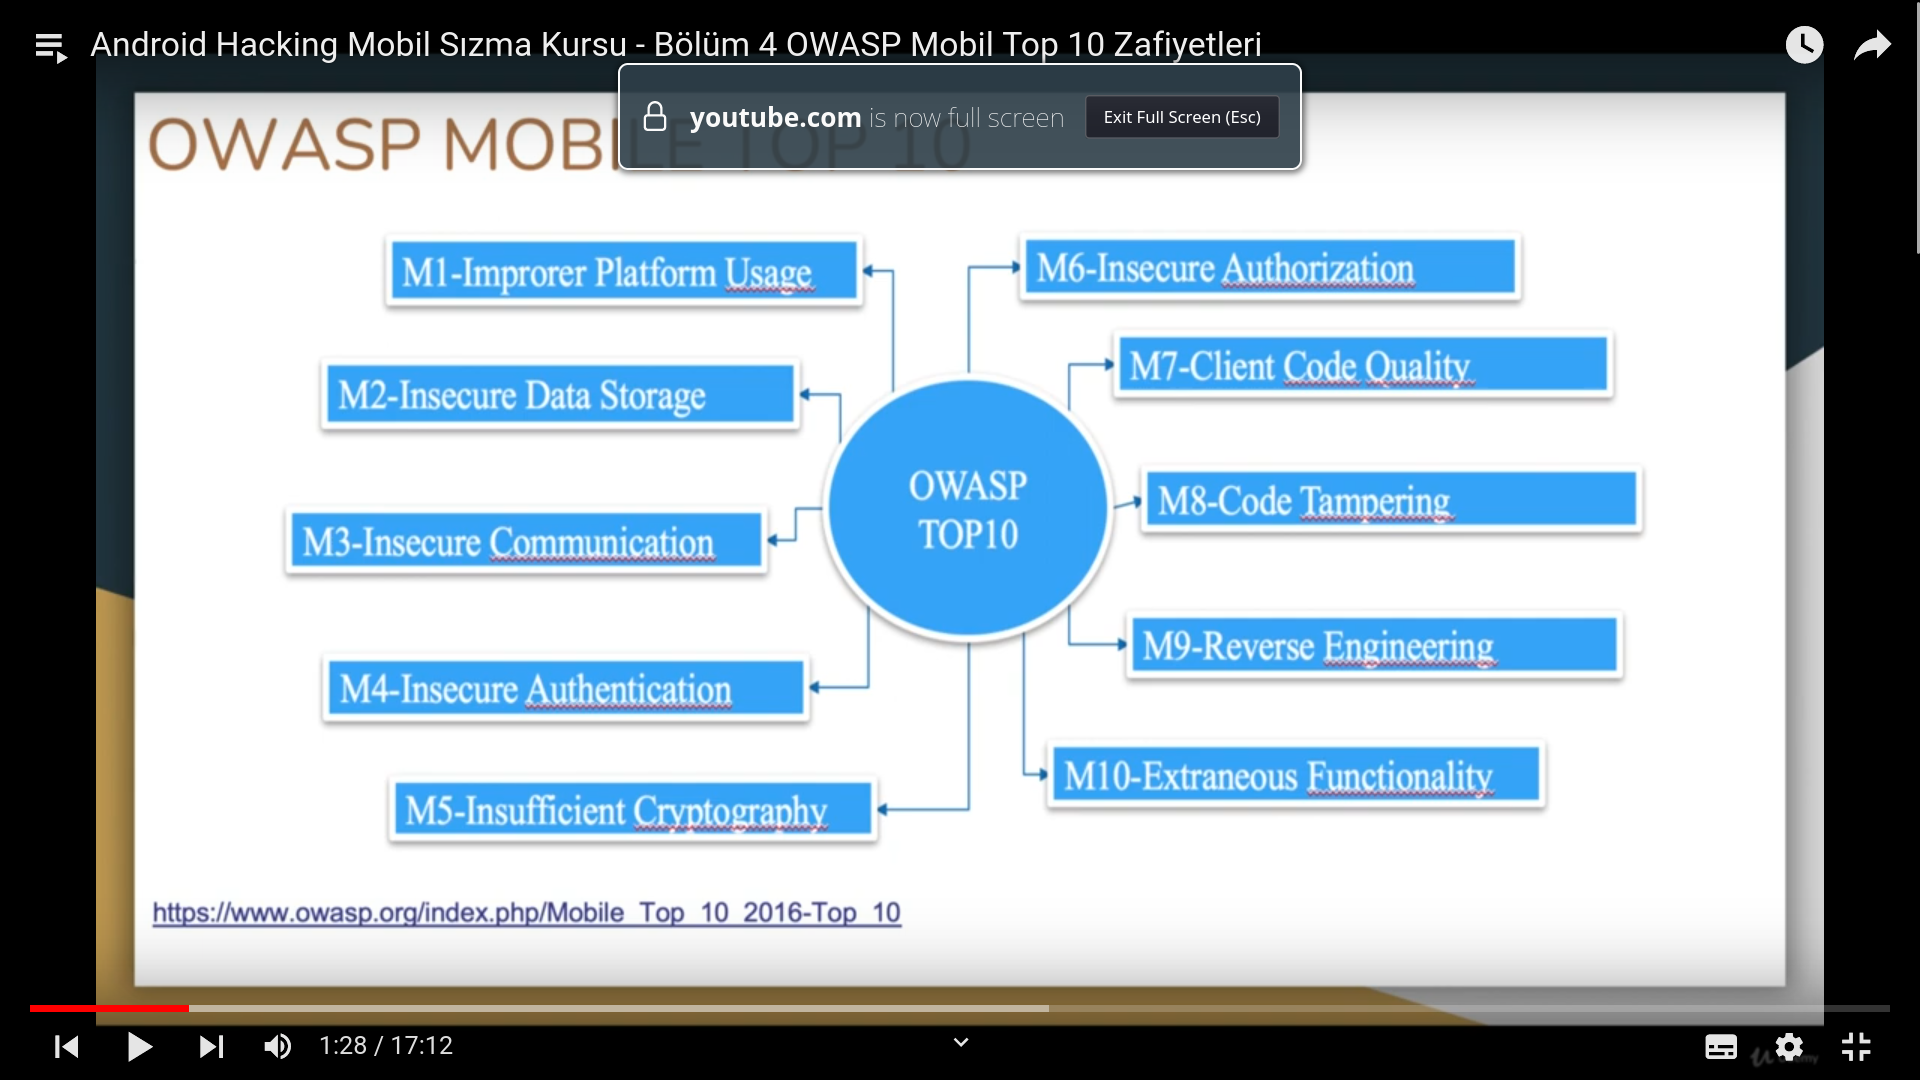 Android Hacking Mobil Sızma Kursu - Bölüm 4 OWASP Mobil Top 10 Zafiyetleri
youtube.com is now full screen
Exit Full Screen (Esc)
OWASP MOBILE TOP 10
M1-Improrer Platform Usage
M2-Insecure Data Storage
M3-Insecure Communication
M4-Insecure Authentication
M5-Insufficient Cryptography
OWASP
TOP10
M6-Insecure Authorization
M7-Client Code Quality
M8-Code Tampering
M9-Reverse Engineering
M10-Extraneous Functionality
https://www.owasp.org/index.php/Mobile_Top_10_2016-Top_10
1:28 / 17:12